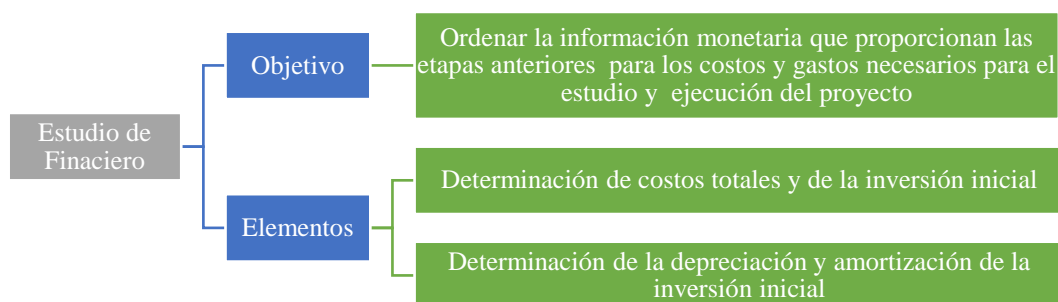 Estudio de
Finaciero
Objetivo
Ordenar la información monetaria que proporcionan las
etapas anteriores para los costos y gastos necesarios para el
estudio y ejecución del proyecto
Elementos
Determinación de costos totales y de la inversión inicial
Determinación de la depreciación y amortización de la
inversión inicial